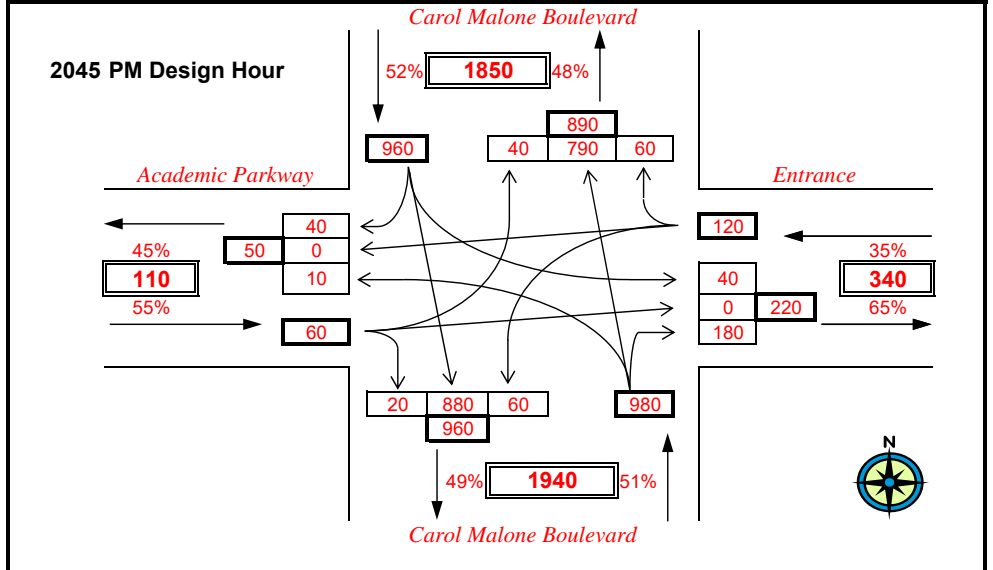 Carol Malone Boulevard
2045 PM Design Hour
52% 1850 48%
890
960 40 790 60
Academic Parkway Entrance
40 120
45% 50 0 35%
110 10 40 340
55% 0 220 65%
60 180
20 880 60 980
960
49% 1940 51%
N
Carol Malone Boulevard